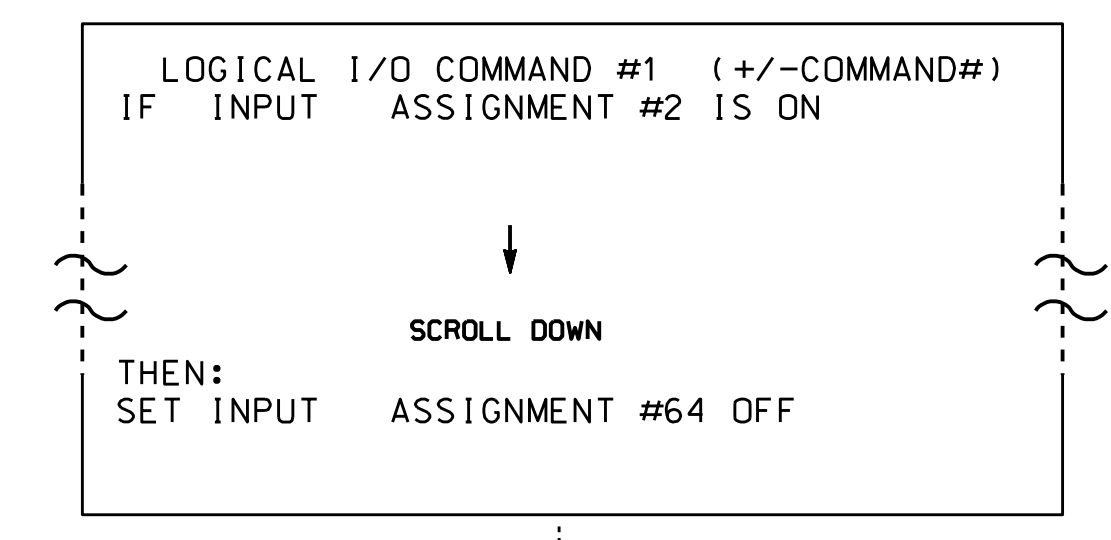 LOGICAL I/O COMMAND #1 (+/-COMMAND#)
IF INPUT ASSIGNMENT #2 IS ON
SCROLL DOWN
THEN:
SET INPUT ASSIGNMENT #64 OFF